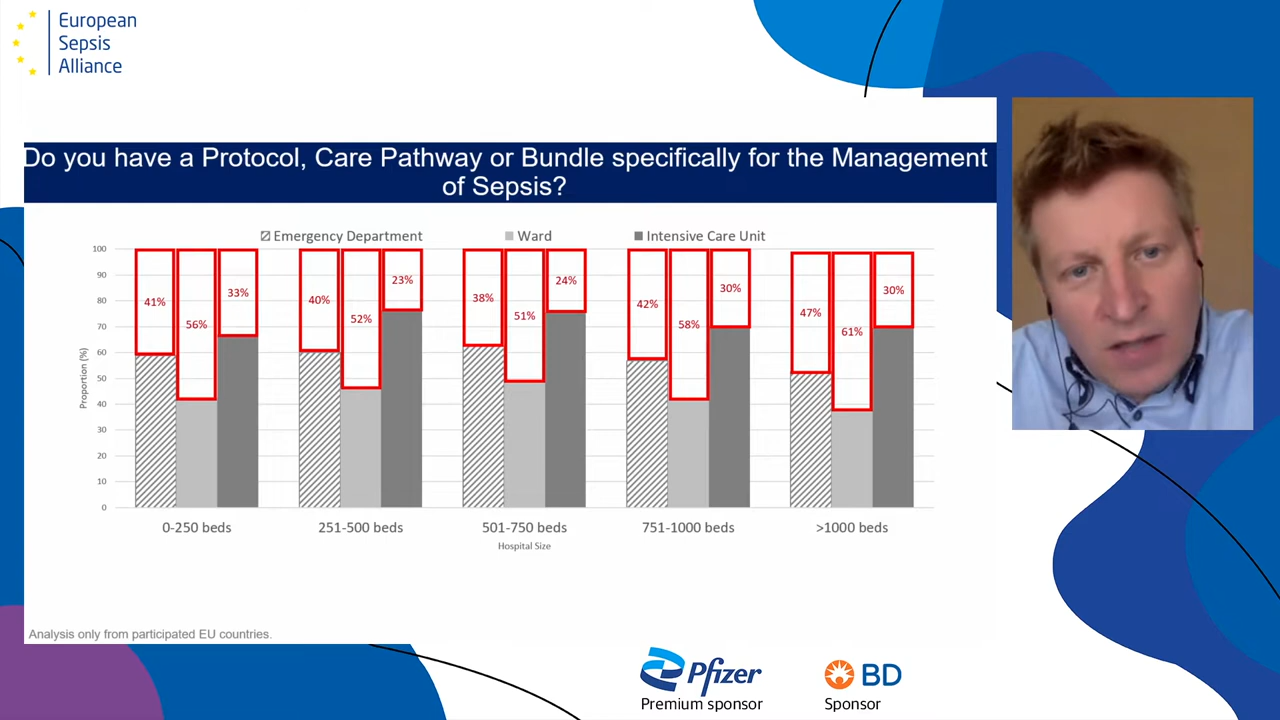 European
Sepsis
Alliance
Do you have a Protocol, Care Pathway or Bundle specifically for the Management
of Sepsis?
Emergency Department Ward Intensive Care Unit
100
90
80
70
60
50
40
30
20
10
0
Proportion (%)
41% 56% 33%
40% 52% 23%
38% 51% 24%
42% 58% 30%
47% 61% 30%
0-250 beds 251-500 beds 501-750 beds 751-1000 beds >1000 beds
Hospital Size
Analysis only from participated EU countries.
Pfizer
Premium sponsor
BD
Sponsor